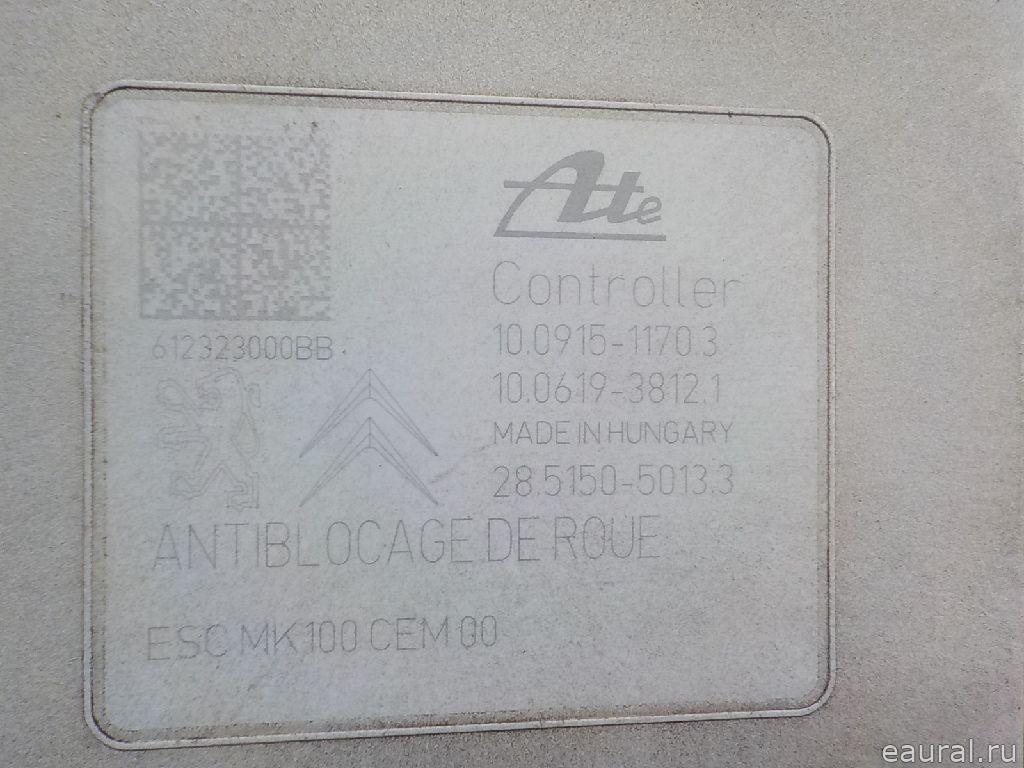 Ate
Controller
10.0915-1170.3
612323000BB
10.0619-3812.1
MADE IN HUNGARY
28.5150-5013.3
ANTIBLOCAGE DE ROUE
ESC MK100 CEM 00
eaural.ru